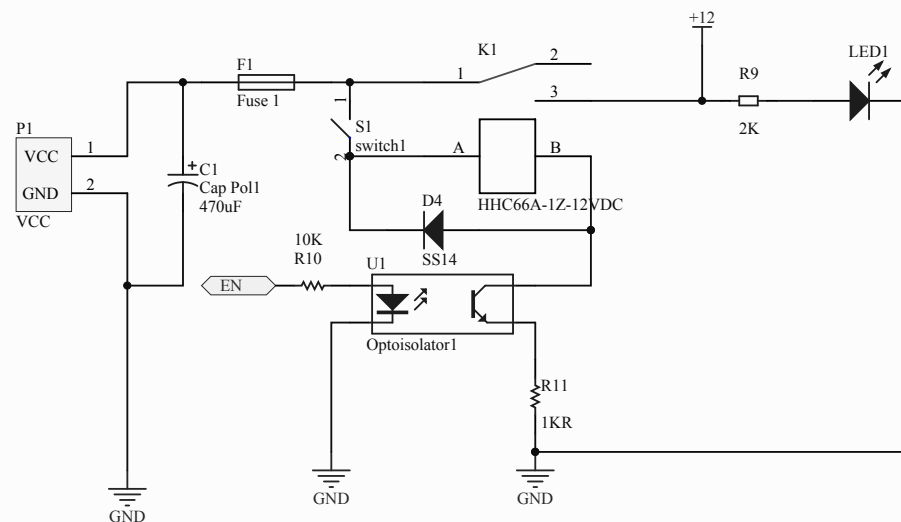 +12
K1
2
LED1
F1
1
R9
3
Fuse 1
1
2K
P1
S1
switch1
2
1
VCC
A
B
C1
Cap Pol1
470uF
2
GND
VCC
HHC66A-1Z-12VDC
D4
SS14
10K
R10
U1
EN
Optoisolator1
R11
1KR
GND
GND
GND